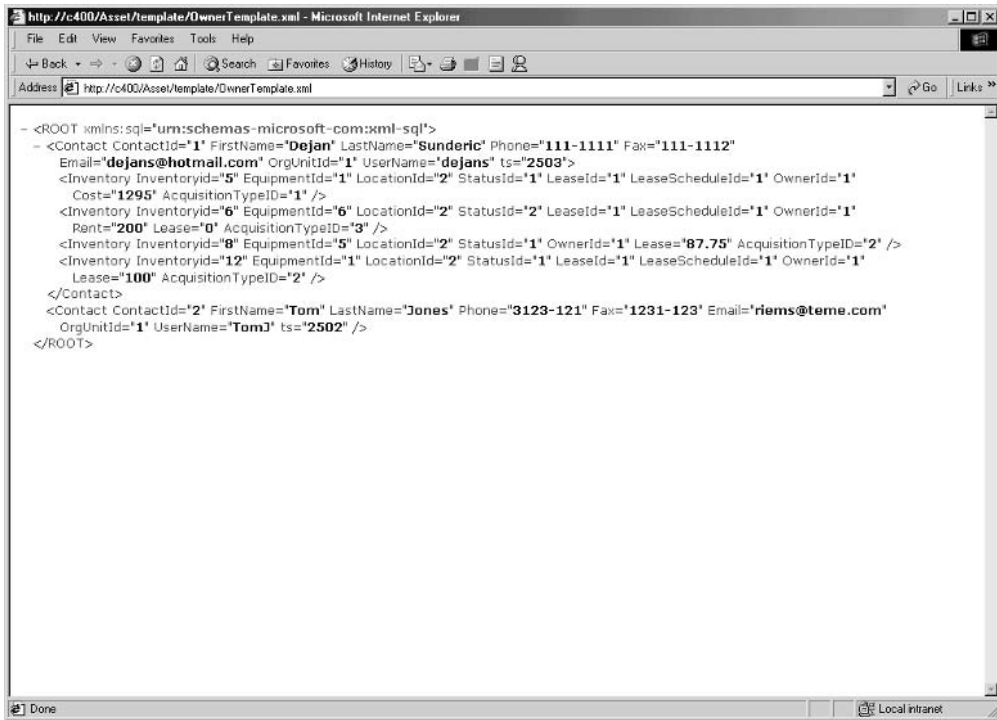 http://c400/Asset/template/OwnerTemplate.xml - Microsoft Internet Explorer
File Edit View Favorites Tools Help
Back Search Favorites History
Address http://c400/Asset/template/OwnerTemplate.xml Go Links »
- <ROOT xmlns:sql="urn:schemas-microsoft-com:xml-sql">
- <Contact ContactId="1" FirstName="Dejan" LastName="Sunderic" Phone="111-1111" Fax="111-1112"
Email="dejans@hotmail.com" OrgUnitId="1" UserName="dejans" ts="2503">
<Inventory Inventoryid="5" EquipmentId="1" LocationId="2" StatusId="1" LeaseId="1" LeaseScheduleId="1" OwnerId="1"
Cost="1295" AcquisitionTypeID="1" />
<Inventory Inventoryid="6" EquipmentId="6" LocationId="2" StatusId="2" LeaseId="1" LeaseScheduleId="1" OwnerId="1"
Rent="200" Lease="0" AcquisitionTypeID="3" />
<Inventory Inventoryid="8" EquipmentId="5" LocationId="2" StatusId="1" OwnerId="1" Lease="87.75" AcquisitionTypeID="2" />
<Inventory Inventoryid="12" EquipmentId="1" LocationId="2" StatusId="1" LeaseId="1" LeaseScheduleId="1" OwnerId="1"
Lease="100" AcquisitionTypeID="2" />
</Contact>
<Contact ContactId="2" FirstName="Tom" LastName="Jones" Phone="3123-121" Fax="1231-123" Email="riems@teme.com"
OrgUnitId="1" UserName="TomJ" ts="2502" />
</ROOT>
Done Local intranet